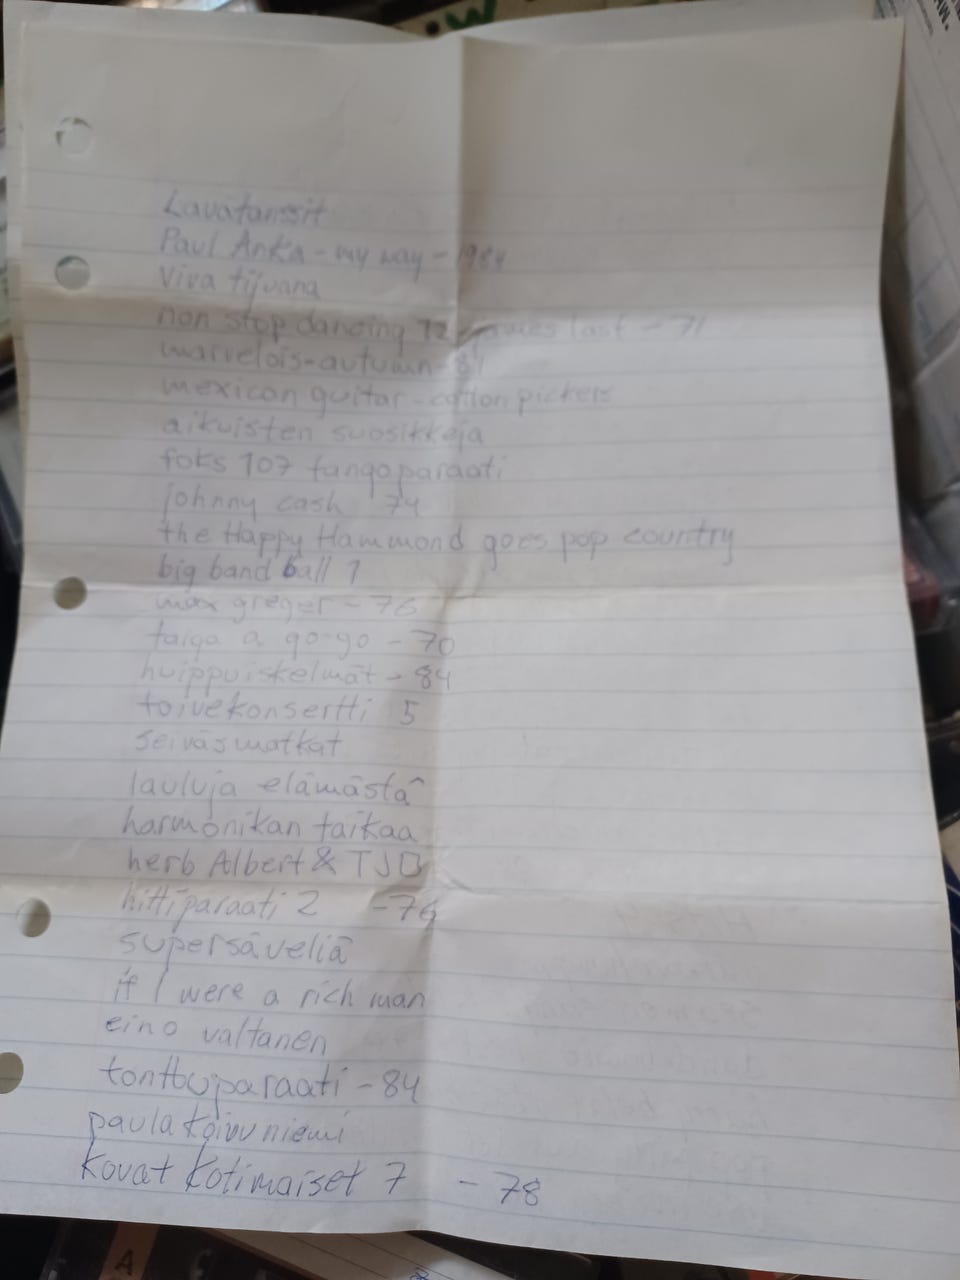 Lavatanssit
Paul Anka - my way - 1984
Viva tijuana
non stop dancing 72 - james last - 71
marvelois-autumn-81
mexican guitar - cotton pickers
aikuisten suosikkeja
foks 107 tangoparaati
johnny cash 74
the Happy Hammond goes pop country
big band ball 1
max greger - 76
taiga a go-go - 70
huippuiskelmät - 84
toivekonsertti 5
seiväsmatkat
lauluja elämästä
harmonikan taikaa
herb Albert & TJB
hittiparaati 2 -76
supersäveliä
if I were a rich man
eino valtanen
tonttuparaati - 84
paula koivuniemi
kovat kotimaiset 7 - 78